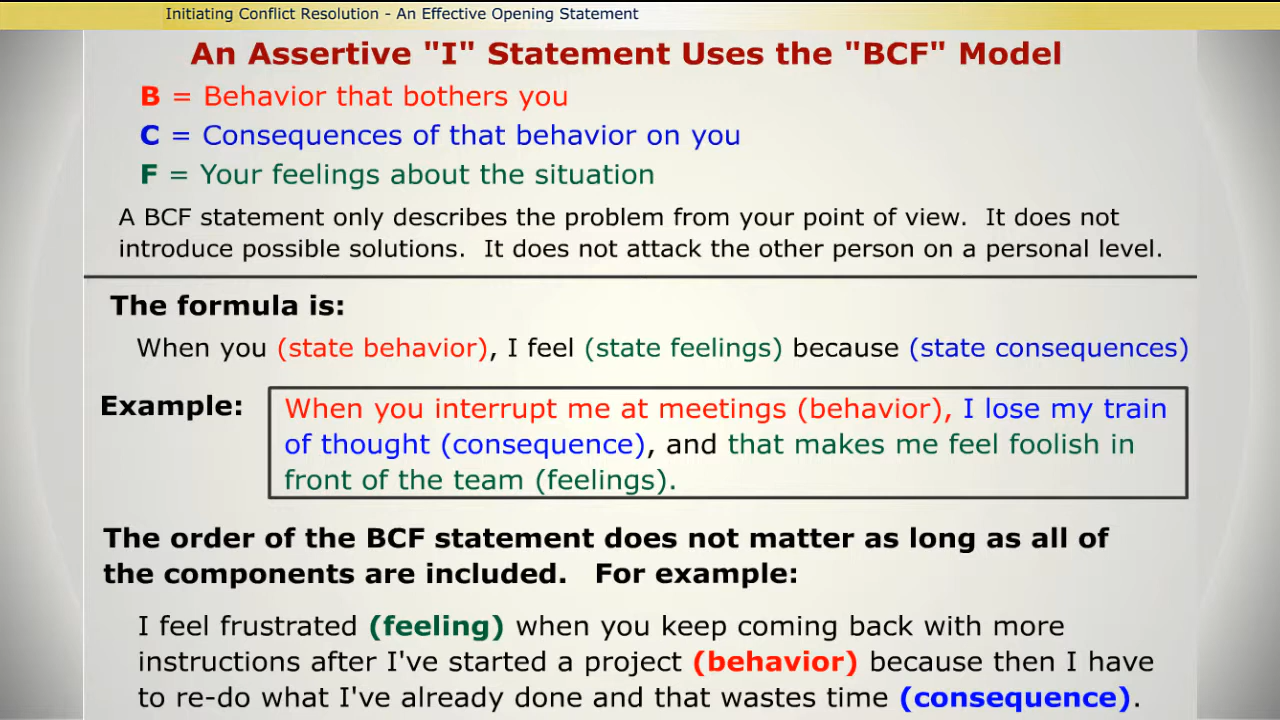 Initiating Conflict Resolution - An Effective Opening Statement
An Assertive "I" Statement Uses the "BCF" Model
B = Behavior that bothers you
C = Consequences of that behavior on you
F = Your feelings about the situation
A BCF statement only describes the problem from your point of view. It does not
introduce possible solutions. It does not attack the other person on a personal level.
The formula is:
When you (state behavior), I feel (state feelings) because (state consequences)
Example: When you interrupt me at meetings (behavior), I lose my train
of thought (consequence), and that makes me feel foolish in
front of the team (feelings).
The order of the BCF statement does not matter as long as all of
the components are included. For example:
I feel frustrated (feeling) when you keep coming back with more
instructions after I've started a project (behavior) because then I have
to re-do what I've already done and that wastes time (consequence).